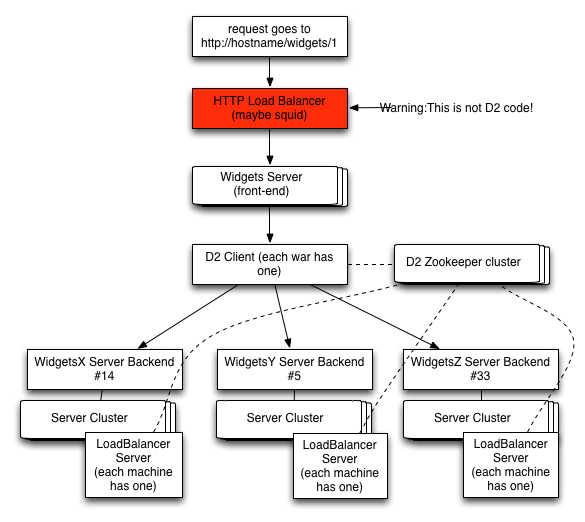 request goes to
http://hostname/widgets/1
HTTP Load Balancer
(maybe squid)
Warning:This is not D2 code!
Widgets Server
(front-end)
D2 Client (each war has
one)
D2 Zookeeper cluster
WidgetsX Server Backend
#14
WidgetsY Server Backend
#5
WidgetsZ Server Backend
#33
Server Cluster
Server Cluster
Server Cluster
LoadBalancer
Server
(each machine
has one)
LoadBalancer
Server
(each machine
has one)
LoadBalancer
Server
(each machine
has one)